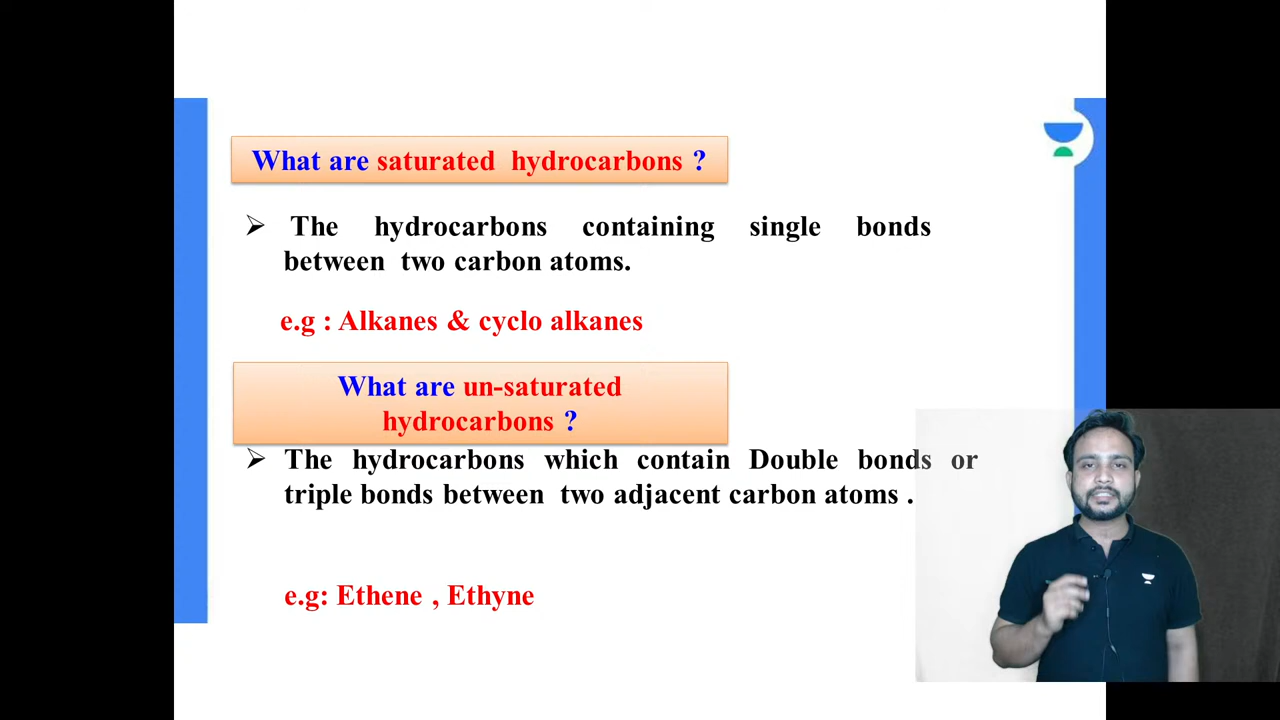 What are saturated hydrocarbons ?
➢ The hydrocarbons containing single bonds
between two carbon atoms.
e.g : Alkanes & cyclo alkanes
What are un-saturated
hydrocarbons ?
➢ The hydrocarbons which contain Double bonds or
triple bonds between two adjacent carbon atoms .
e.g: Ethene , Ethyne